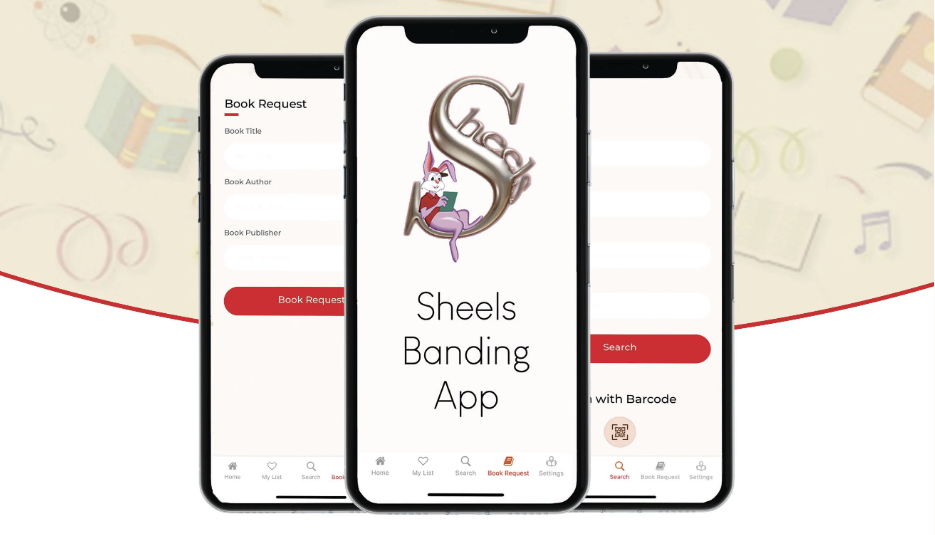 Book Request
Book Title
Book Author
Book Publisher
Book Request
Home
My List
Search
Sheels
Sheels
Banding
App
Home
My List
Search
Book Request
Settings
Search
with Barcode
Search
Book Request
Settings